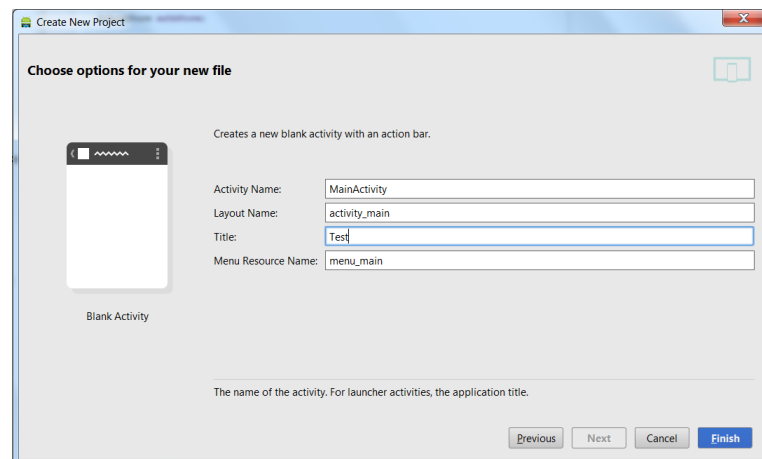 Create New Project
Choose options for your new file
Creates a new blank activity with an action bar.
Activity Name: MainActivity
Layout Name: activity_main
Title: Test
Menu Resource Name: menu_main
Blank Activity
The name of the activity. For launcher activities, the application title.
Previous Next Cancel Finish